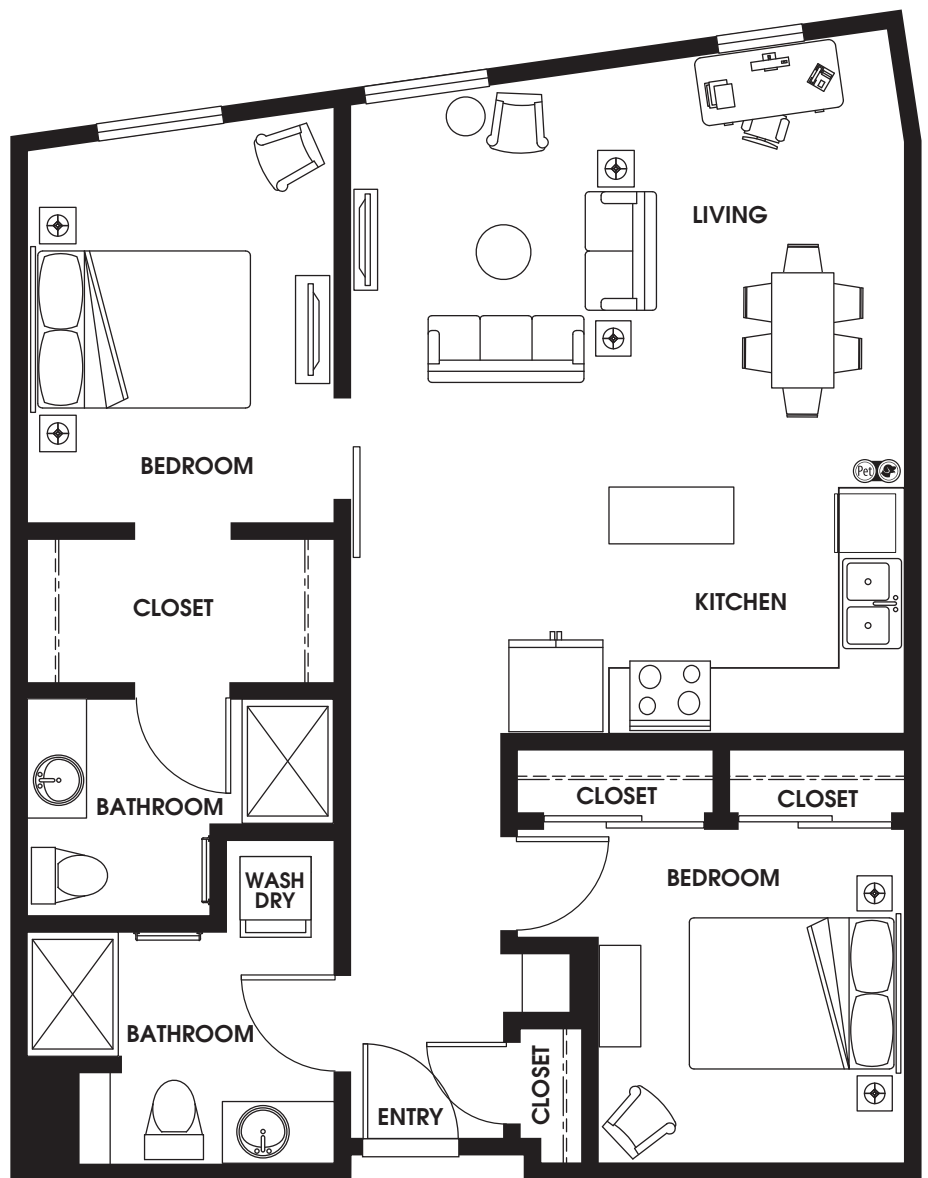 LIVING
BEDROOM
Pet
CLOSET
KITCHEN
BATHROOM
CLOSET
CLOSET
WASH
DRY
BEDROOM
BATHROOM
CLOSET
ENTRY